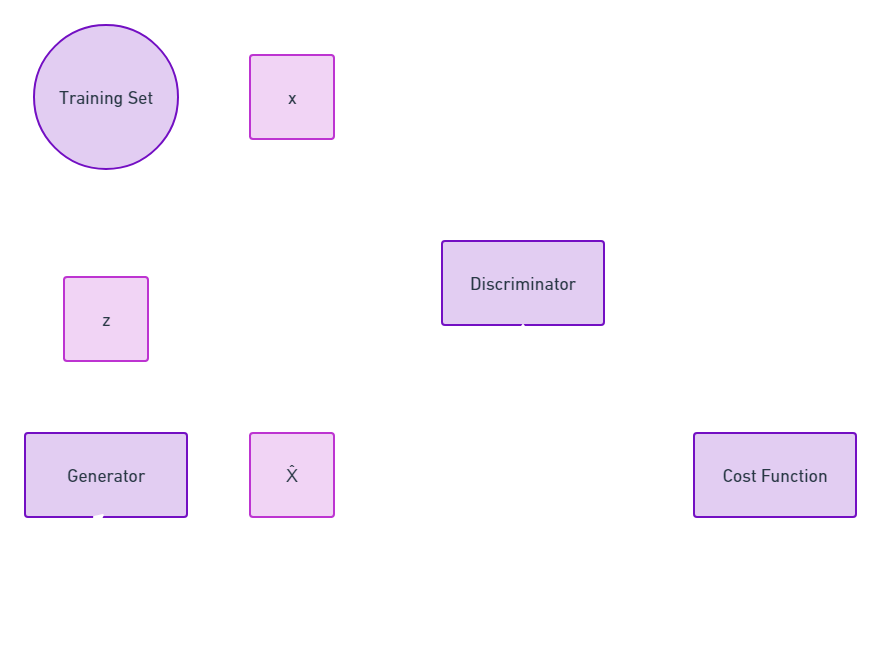 Training Set
x
Discriminator
z
Generator
X̂
Cost Function